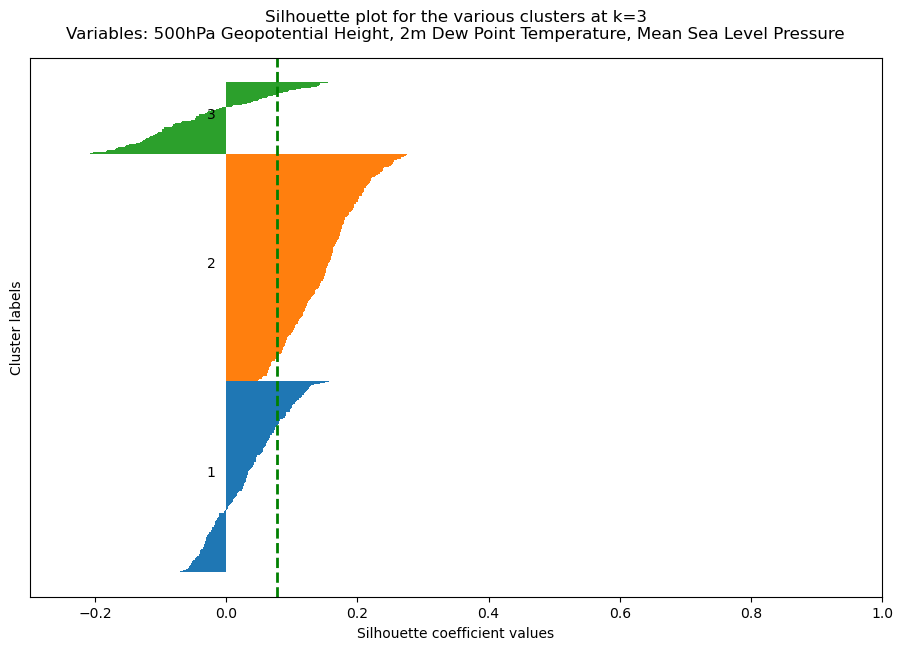 Silhouette plot for the various clusters at k=3
Variables: 500hPa Geopotential Height, 2m Dew Point Temperature, Mean Sea Level Pressure
3
2
1
Cluster labels
−0.2 0.0 0.2 0.4 0.6 0.8 1.0
Silhouette coefficient values